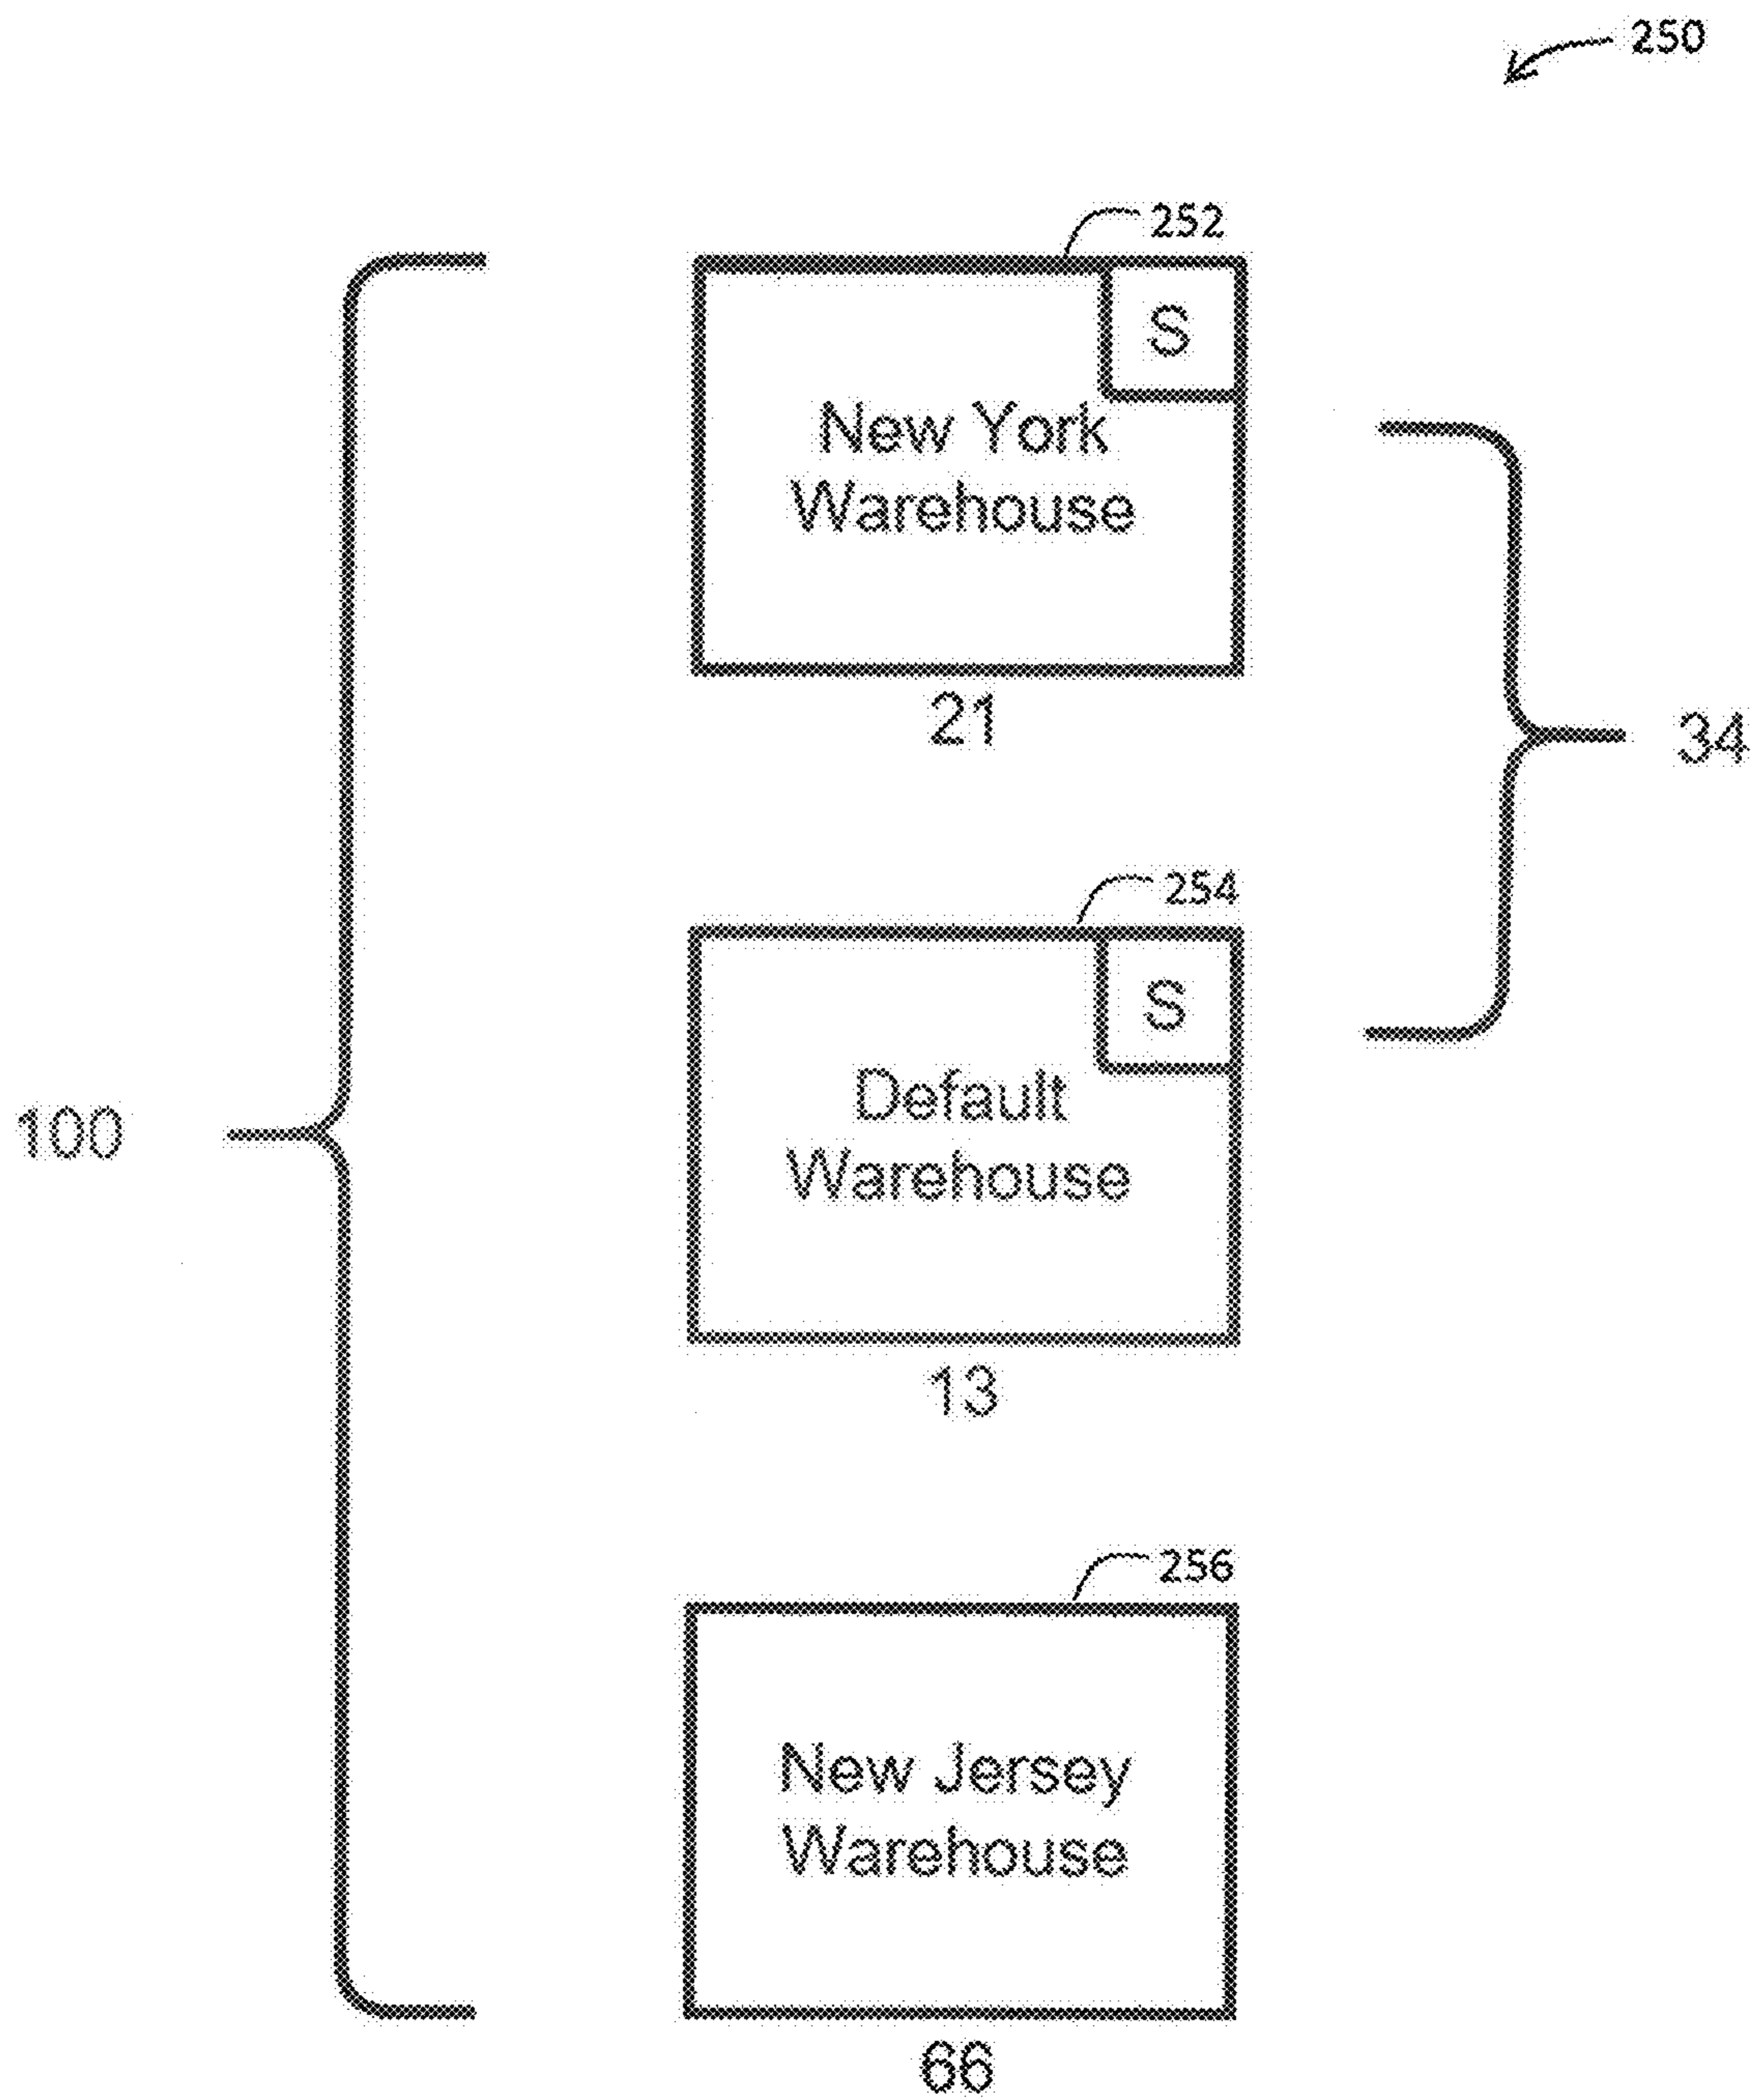 250
252
S
New York
Warehouse
21
34
254
S
Default
Warehouse
100
13
256
New Jersey
Warehouse
66